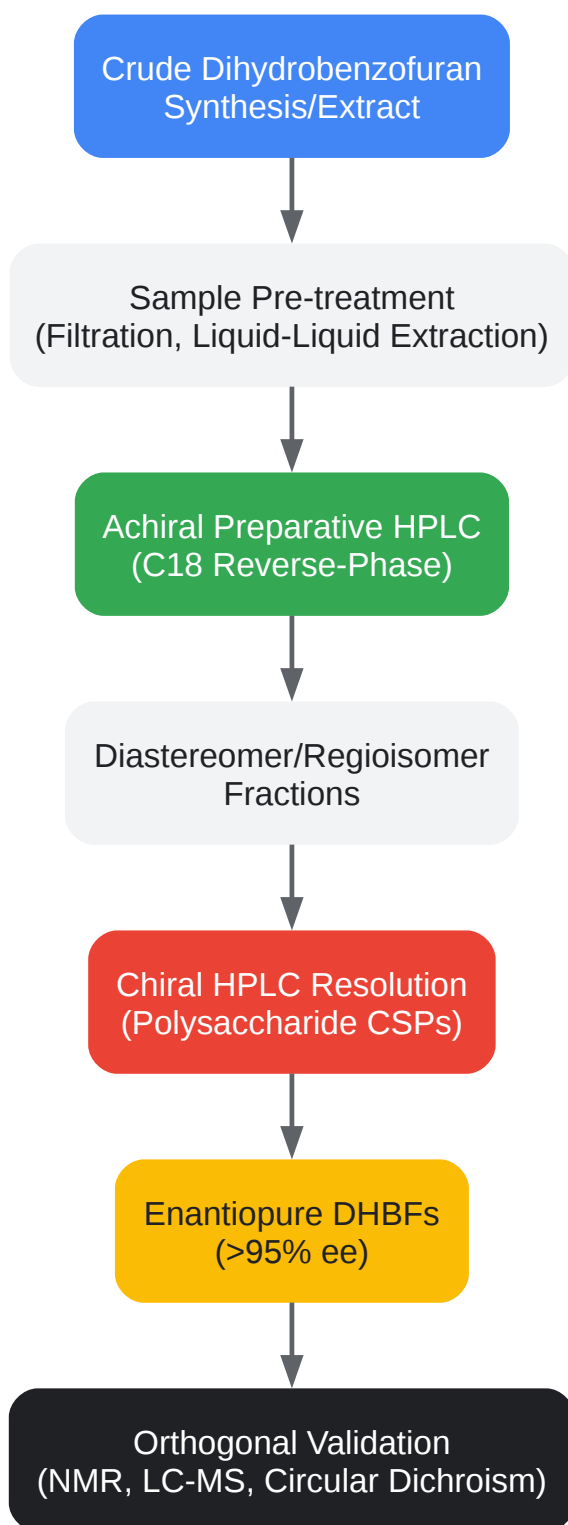 Crude Dihydrobenzofuran
Synthesis/Extract
Sample Pre-treatment
(Filtration, Liquid-Liquid Extraction)
Achiral Preparative HPLC
(C18 Reverse-Phase)
Diastereomer/Regioisomer
Fractions
Chiral HPLC Resolution
(Polysaccharide CSPs)
Enantiopure DHBFs
(>95% ee)
Orthogonal Validation
(NMR, LC-MS, Circular Dichroism)